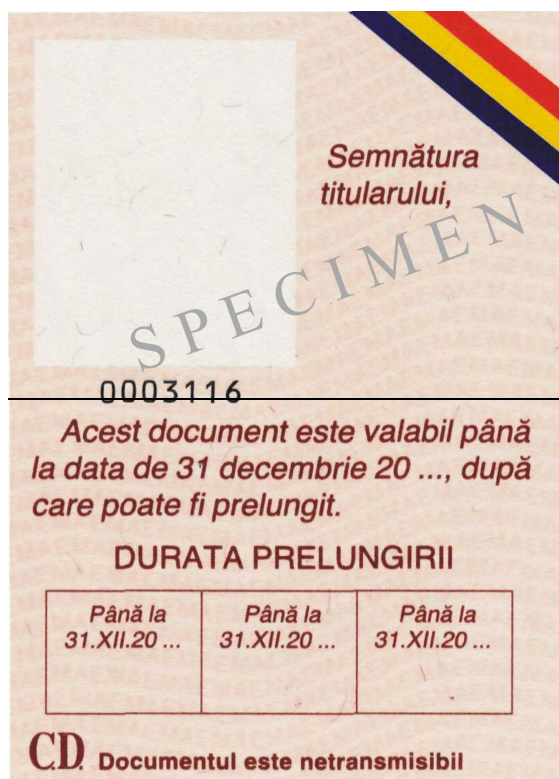 Semnătura
titularului,
SPECIMEN
0003116
Acest document este valabil până
la data de 31 decembrie 20 ..., după
care poate fi prelungit.
DURATA PRELUNGIRII
Până la
31.XII.20 ...
Până la
31.XII.20 ...
Până la
31.XII.20 ...
C.D. Documentul este netransmisibil